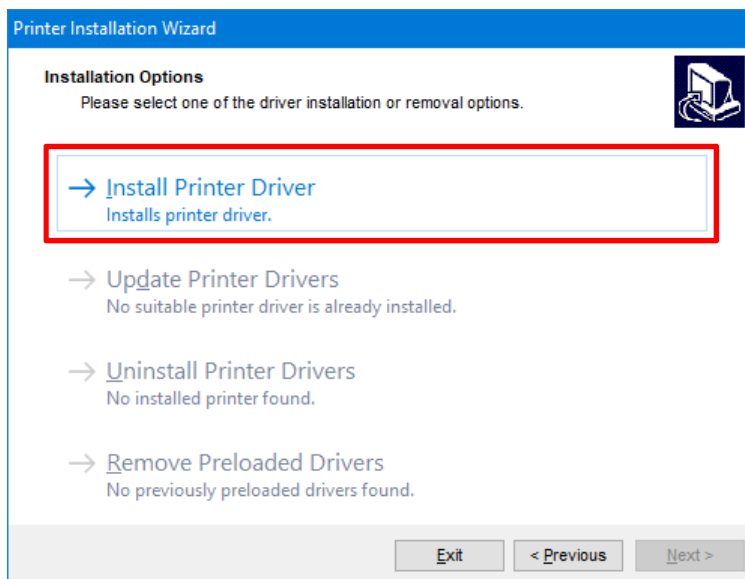 Printer Installation Wizard
Installation Options
Please select one of the driver installation or removal options.
Install Printer Driver
Installs printer driver.
Update Printer Drivers
No suitable printer driver is already installed.
Uninstall Printer Drivers
No installed printer found.
Remove Preloaded Drivers
No previously preloaded drivers found.
Exit
< Previous
Next >